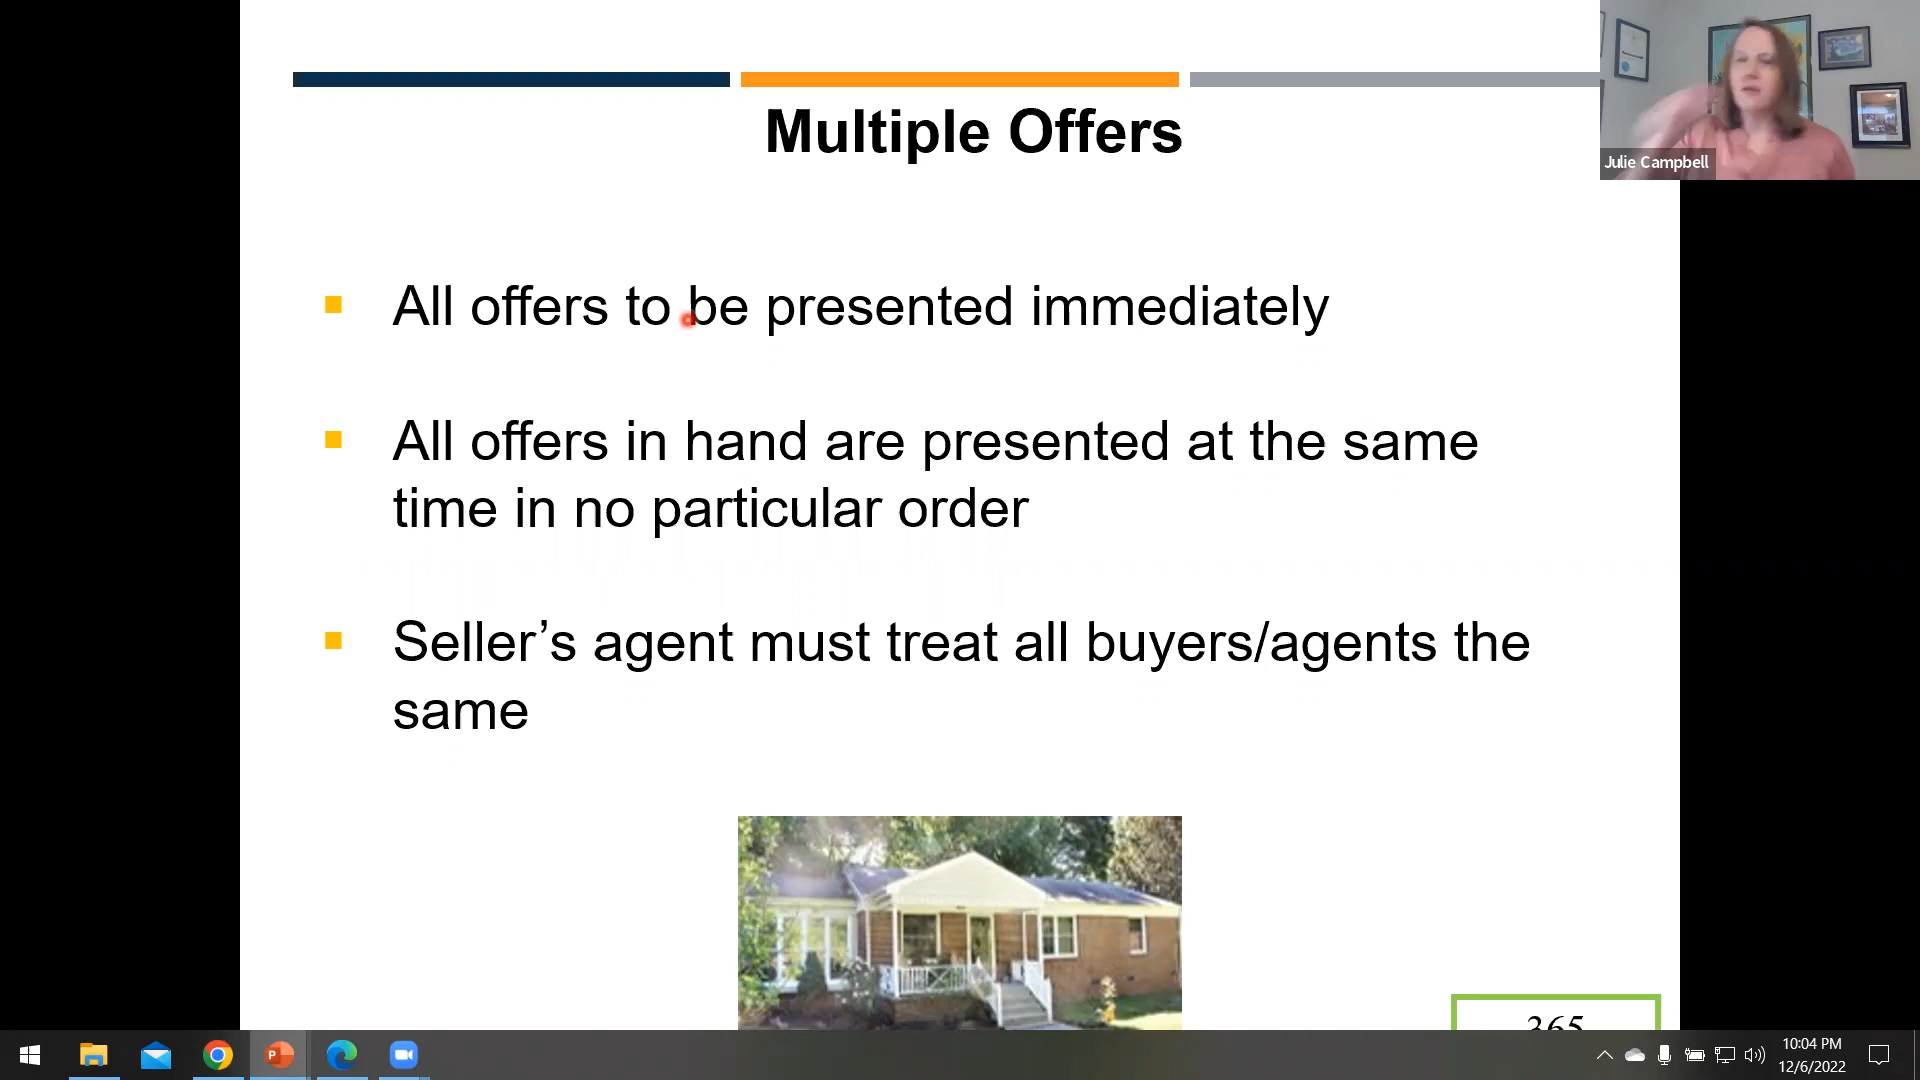 Multiple Offers
Julie Campbell
All offers to be presented immediately
All offers in hand are presented at the same
time in no particular order
Seller’s agent must treat all buyers/agents the
same
365
10:04 PM
12/6/2022